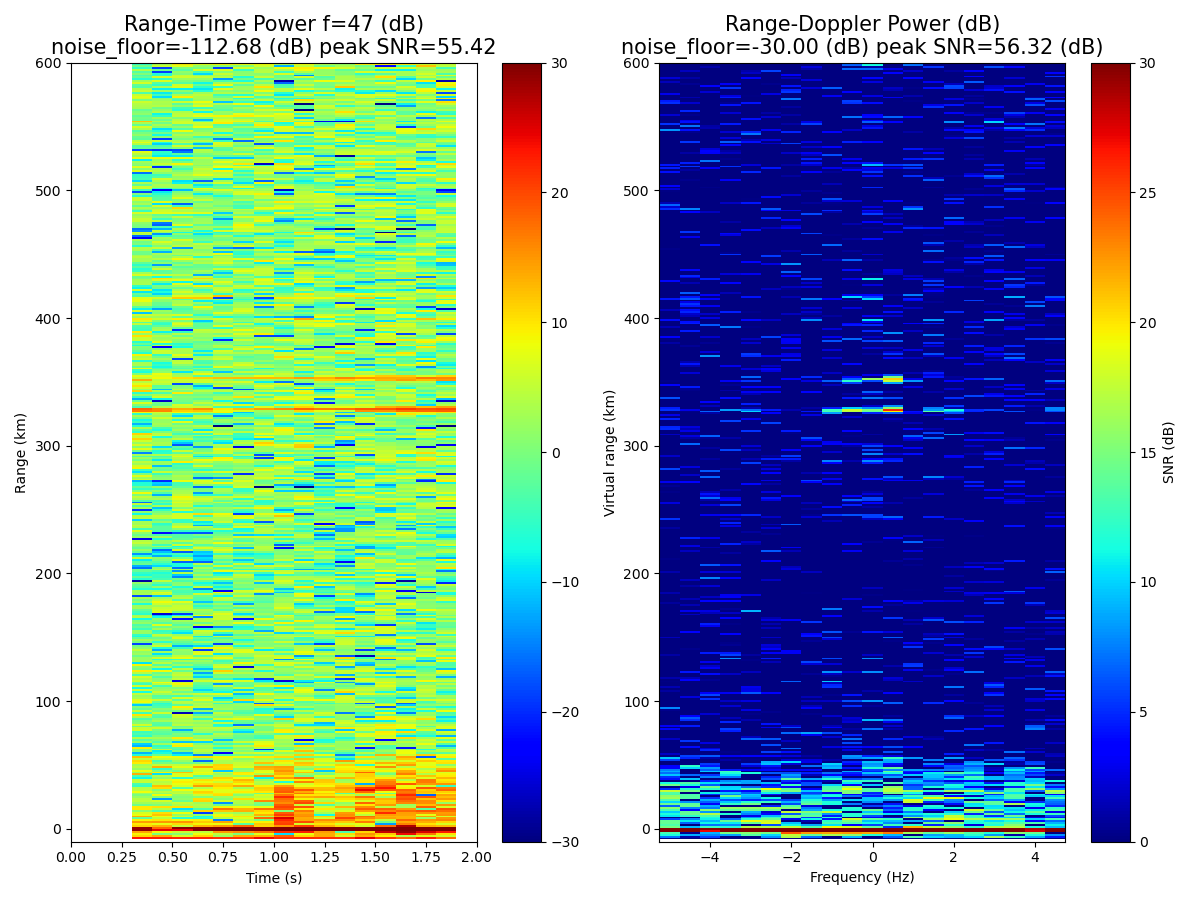 Range-Time Power f=47 (dB)
noise_floor=-112.68 (dB) peak SNR=55.42
Range-Doppler Power (dB)
noise_floor=-30.00 (dB) peak SNR=56.32 (dB)
600
500
400
300
200
100
0
Range (km)
0.00 0.25 0.50 0.75 1.00 1.25 1.50 1.75 2.00
Time (s)
30
20
10
0
−10
−20
−30
600
500
400
300
200
100
0
Virtual range (km)
−4 −2 0 2 4
Frequency (Hz)
30
25
20
15
10
5
0
SNR (dB)